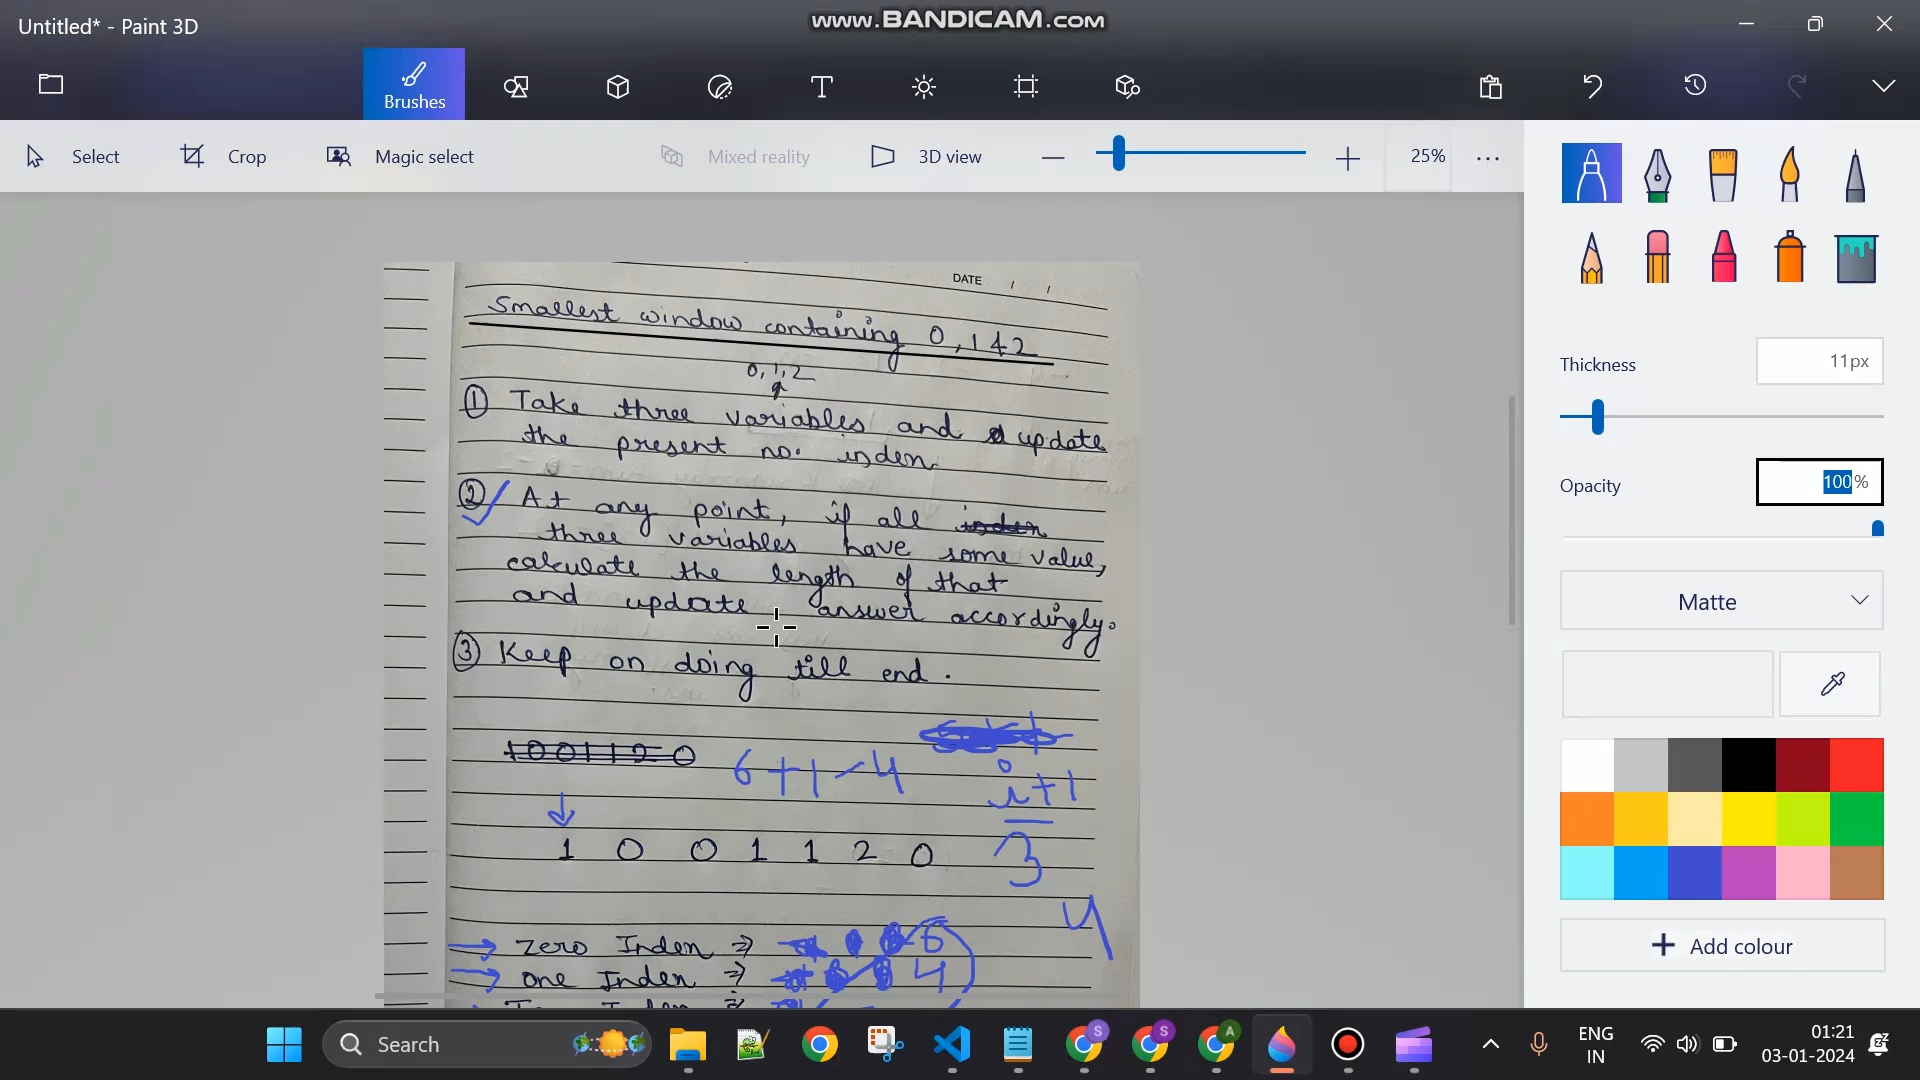 Untitled* - Paint 3D
www.BANDICAM.com
Brushes
Select
Crop
Magic select
Mixed reality
3D view
25%
DATE / /
Smallest window containing 0, 1 & 2
0, 1, 2
① Take three variables and update
the present no. index.
② At any point, if all
three variables have some value,
calculate the length of that
and update answer accordingly.
③ Keep on doing till end.
1001120
6+1-4
i+1
3
1 0 0 1 1 2 0
4
zero Index ⇒ 6
one Index ⇒ 4
Thickness
11px
Opacity
100%
Matte
Add colour
Search
S
S
A
ENG
IN
01:21
03-01-2024